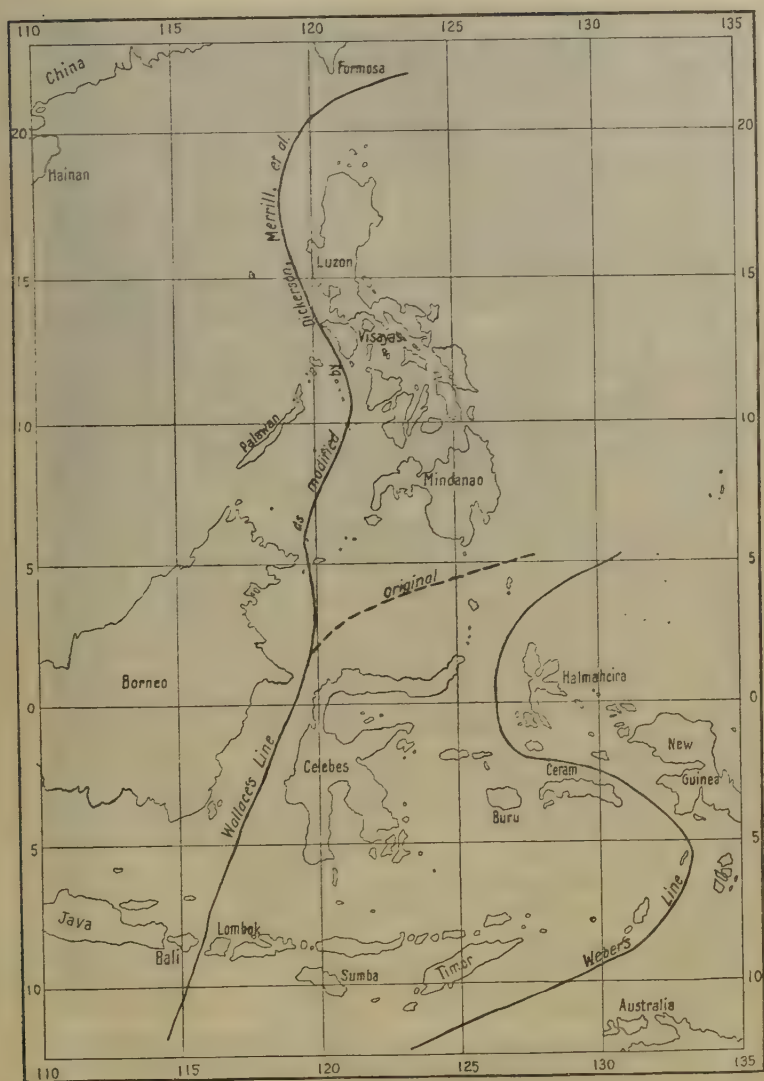 110
115
120
125
130
135
China
Formosa
20
20
Hainan
Merrill, et al.
Luzon
15
15
Dickerson,
Visayas
by
Palawan
10
10
as modified
Mindanao
5
5
original
Borneo
Halmaheira
0
0
New
Guinea
Celebes
Ceram
Buru
Wallace's Line
5
5
Java
Lombok
Bali
Weber's Line
Timor
Sumba
10
10
Australia
110
115
120
125
130
135